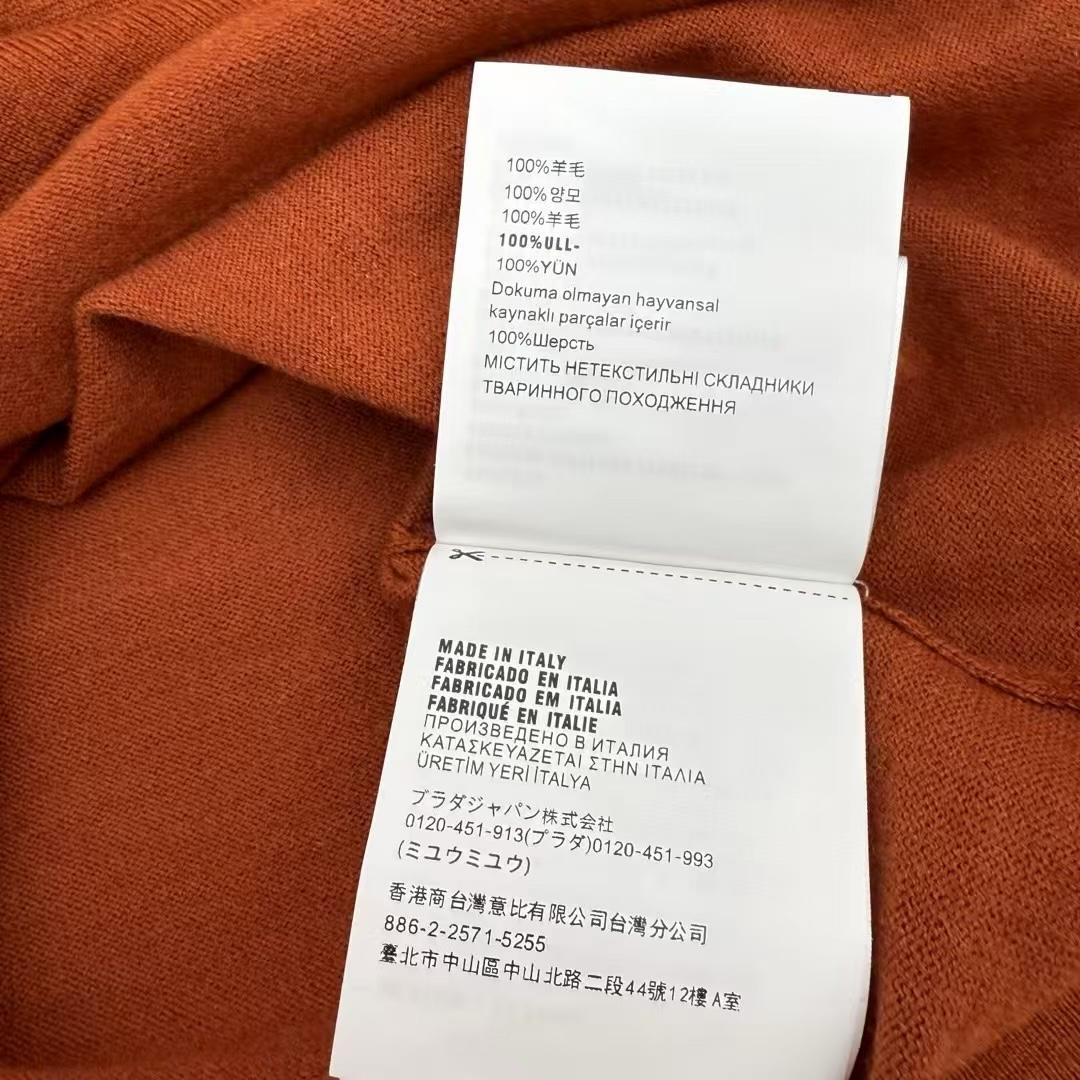 100%羊毛
100%양모
100%羊毛
100%ULL-
100%YÜN
Dokuma olmayan hayvansal
kaynaklı parçalar içerir
100%Шерсть
МІСТИТЬ НЕТЕКСТИЛЬНІ СКЛАДНИКИ
ТВАРИННОГО ПОХОДЖЕННЯ
MADE IN ITALY
FABRICADO EN ITALIA
FABRICADO EM ITALIA
FABRIQUÉ EN ITALIE
ПРОИЗВЕДЕНО В ИТАЛИЯ
ΚΑΤΑΣΚΕΥΑΖΕΤΑΙ ΣΤΗΝ ΙΤΑΛΙΑ
ÜRETİM YERİ İTALYA
プラダジャパン株式会社
0120-451-913(プラダ)0120-451-993
(ミユウミユウ)
香港商台灣意比有限公司台灣分公司
886-2-2571-5255
臺北市中山區中山北路二段44號12樓A室